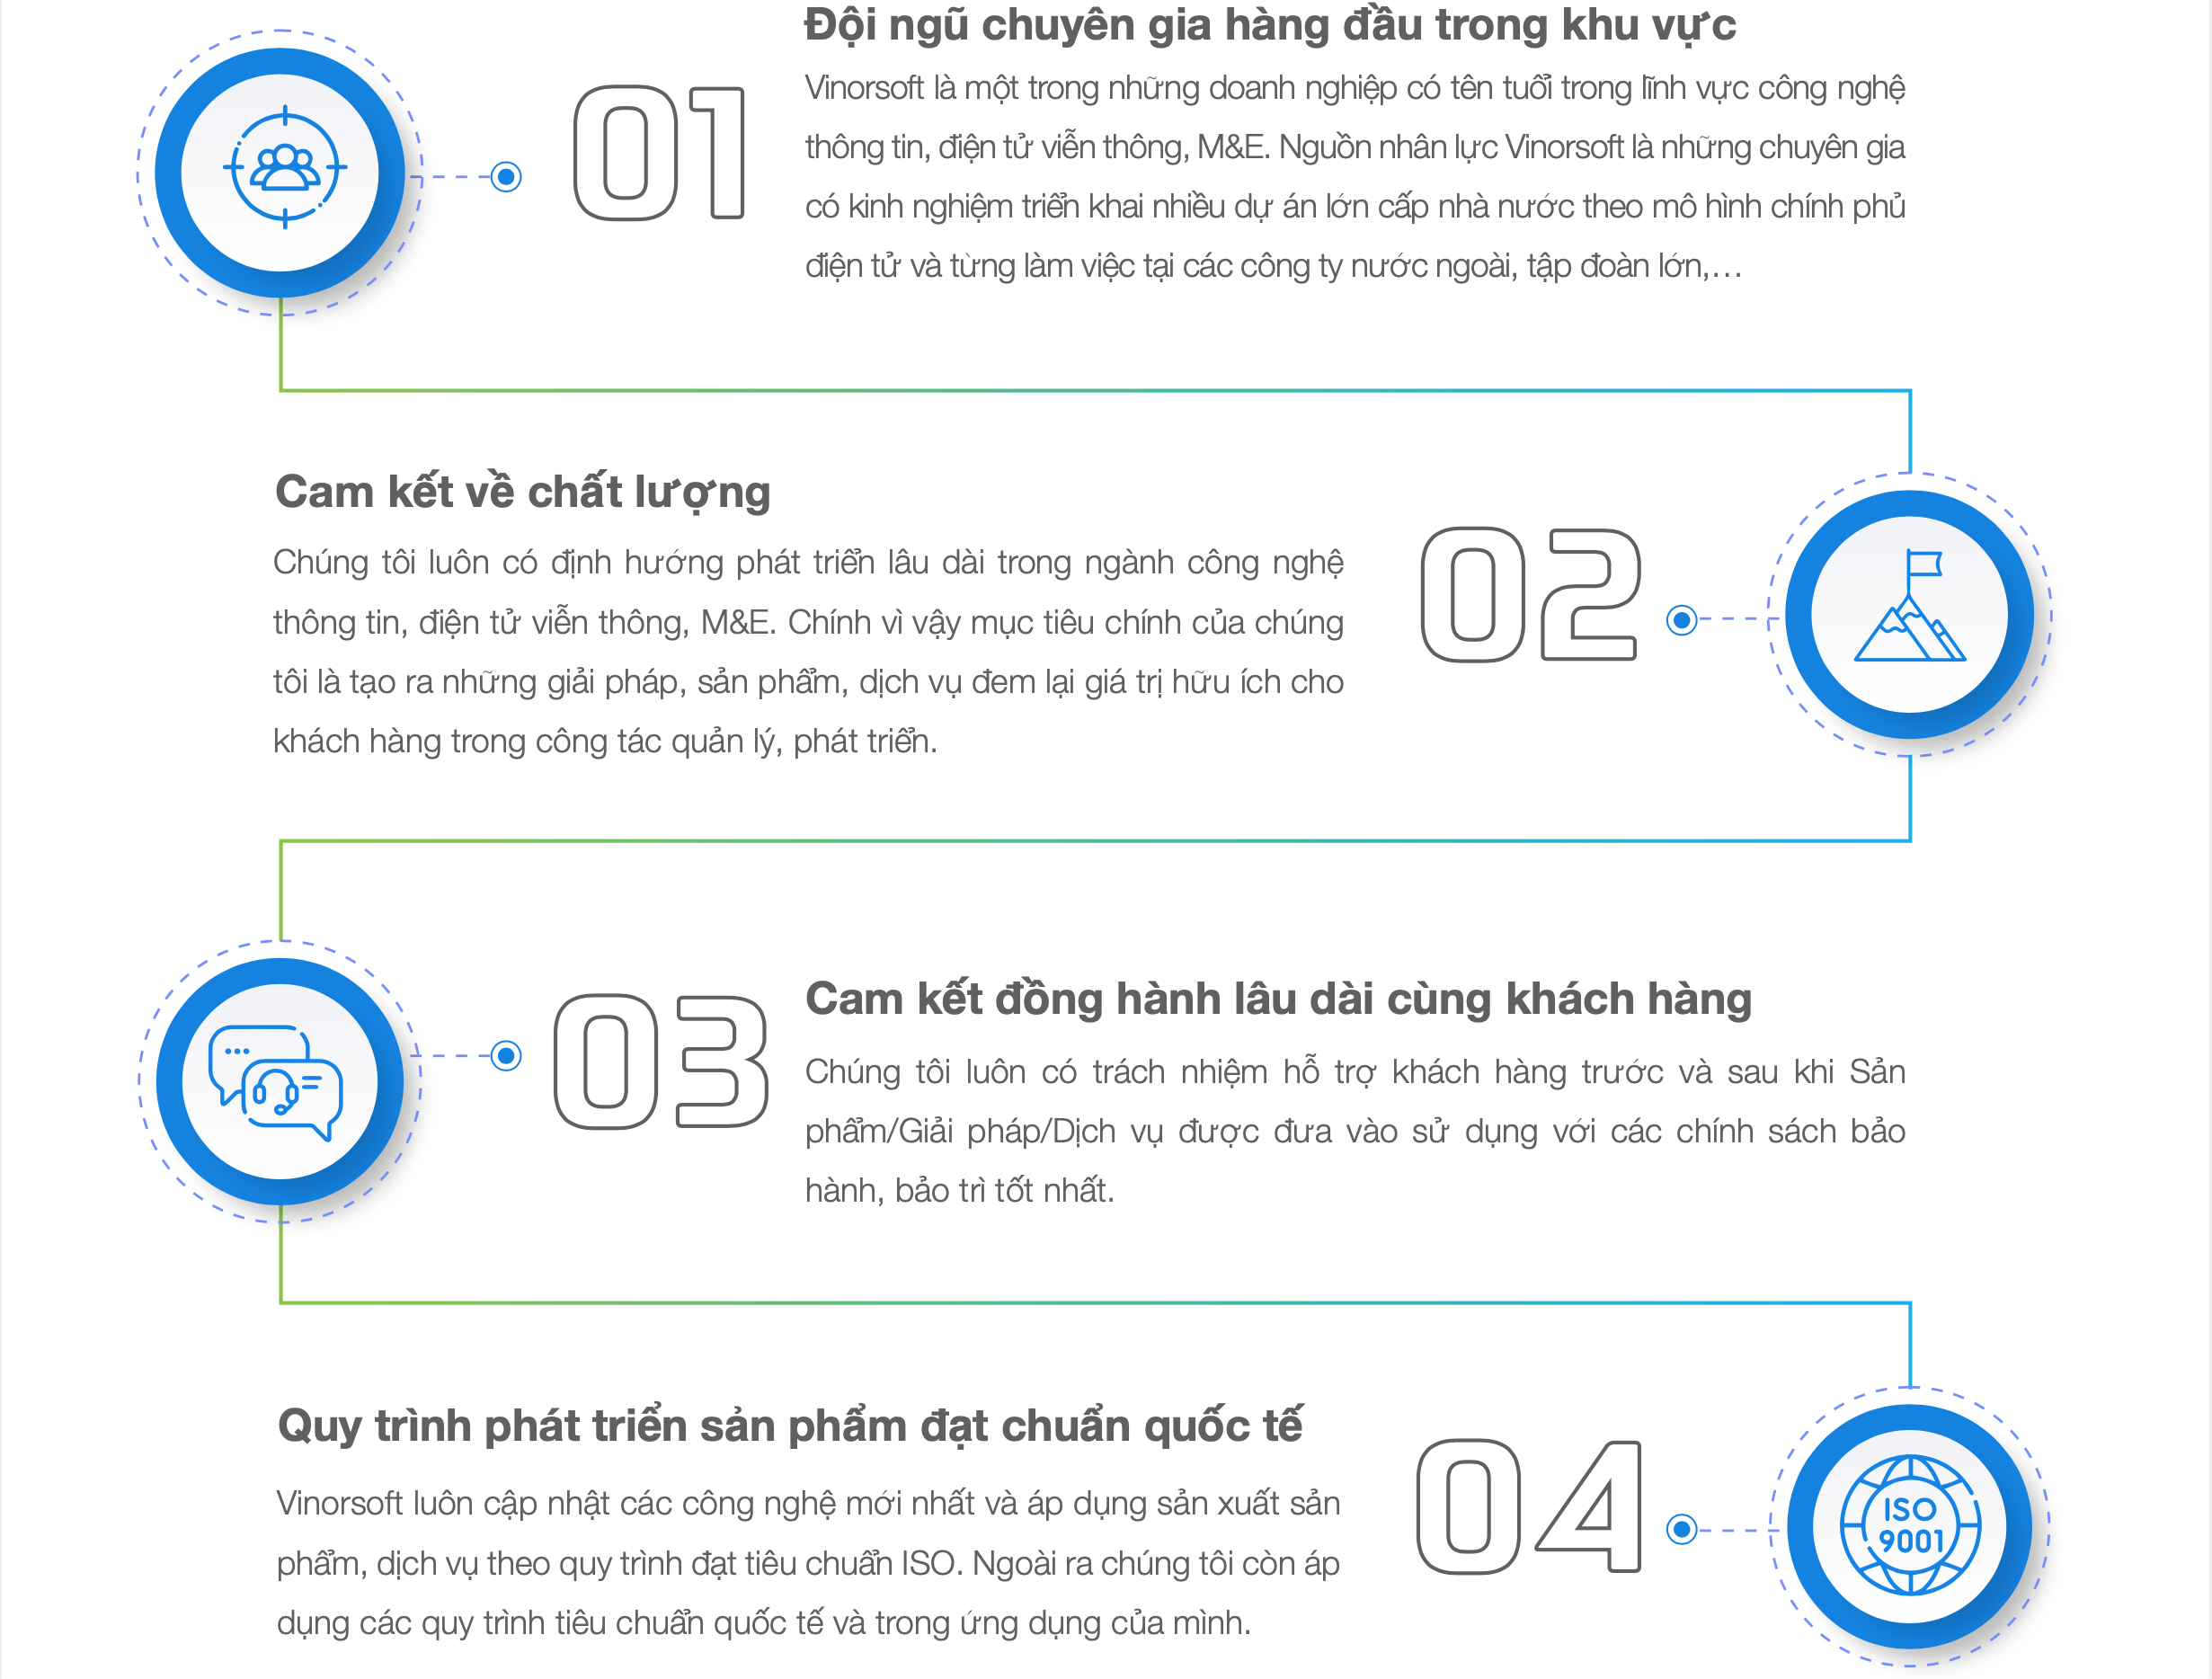 Đội ngũ chuyên gia hàng đầu trong khu vực
01
Vinorsoft là một trong những doanh nghiệp có tên tuổi trong lĩnh vực công nghệ
thông tin, điện tử viễn thông, M&E. Nguồn nhân lực Vinorsoft là những chuyên gia
có kinh nghiệm triển khai nhiều dự án lớn cấp nhà nước theo mô hình chính phủ
điện tử và từng làm việc tại các công ty nước ngoài, tập đoàn lớn,...
Cam kết về chất lượng
Chúng tôi luôn có định hướng phát triển lâu dài trong ngành công nghệ
thông tin, điện tử viễn thông, M&E. Chính vì vậy mục tiêu chính của chúng
tôi là tạo ra những giải pháp, sản phẩm, dịch vụ đem lại giá trị hữu ích cho
khách hàng trong công tác quản lý, phát triển.
02
03
Cam kết đồng hành lâu dài cùng khách hàng
Chúng tôi luôn có trách nhiệm hỗ trợ khách hàng trước và sau khi Sản
phẩm/Giải pháp/Dịch vụ được đưa vào sử dụng với các chính sách bảo
hành, bảo trì tốt nhất.
Quy trình phát triển sản phẩm đạt chuẩn quốc tế
Vinorsoft luôn cập nhật các công nghệ mới nhất và áp dụng sản xuất sản
phẩm, dịch vụ theo quy trình đạt tiêu chuẩn ISO. Ngoài ra chúng tôi còn áp
dụng các quy trình tiêu chuẩn quốc tế và trong ứng dụng của mình.
04
ISO
9001